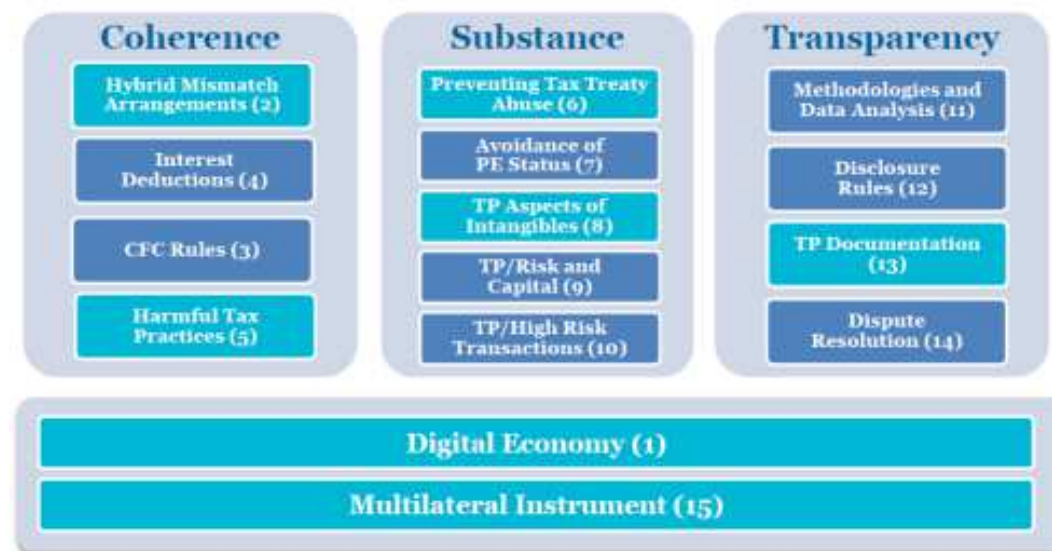 Coherence
Hybrid Mismatch
Arrangements (2)
Interest
Deductions (4)
CFC Rules (3)
Harmful Tax
Practices (5)
Substance
Preventing Tax Treaty
Abuse (6)
Avoidance of
PE Status (7)
TP Aspects of
Intangibles (8)
TP/Risk and
Capital (9)
TP/High Risk
Transactions (10)
Transparency
Methodologies and
Data Analysis (11)
Disclosure
Rules (12)
TP Documentation
(13)
Dispute
Resolution (14)
Digital Economy (1)
Multilateral Instrument (15)